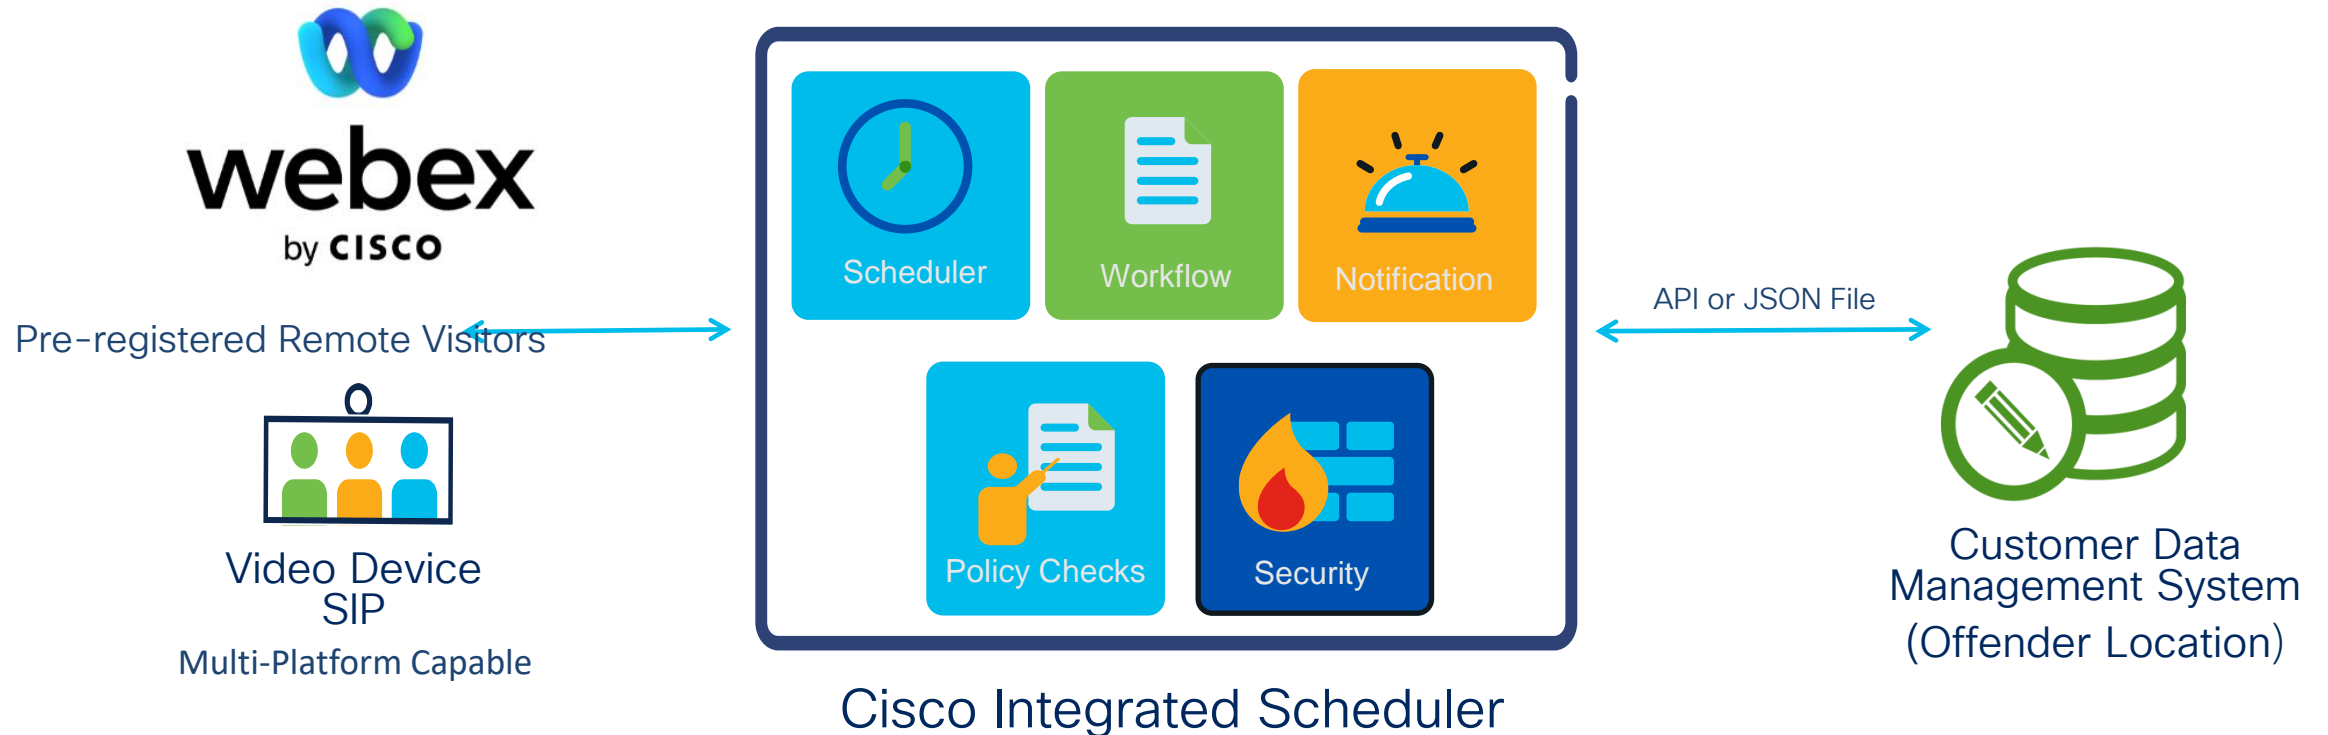 webex
by CISCO
Pre-registered Remote Visitors
Video Device
SIP
Multi-Platform Capable
Scheduler
Workflow
Notification
Policy Checks
Security
Cisco Integrated Scheduler
API or JSON File
Customer Data
Management System
(Offender Location)